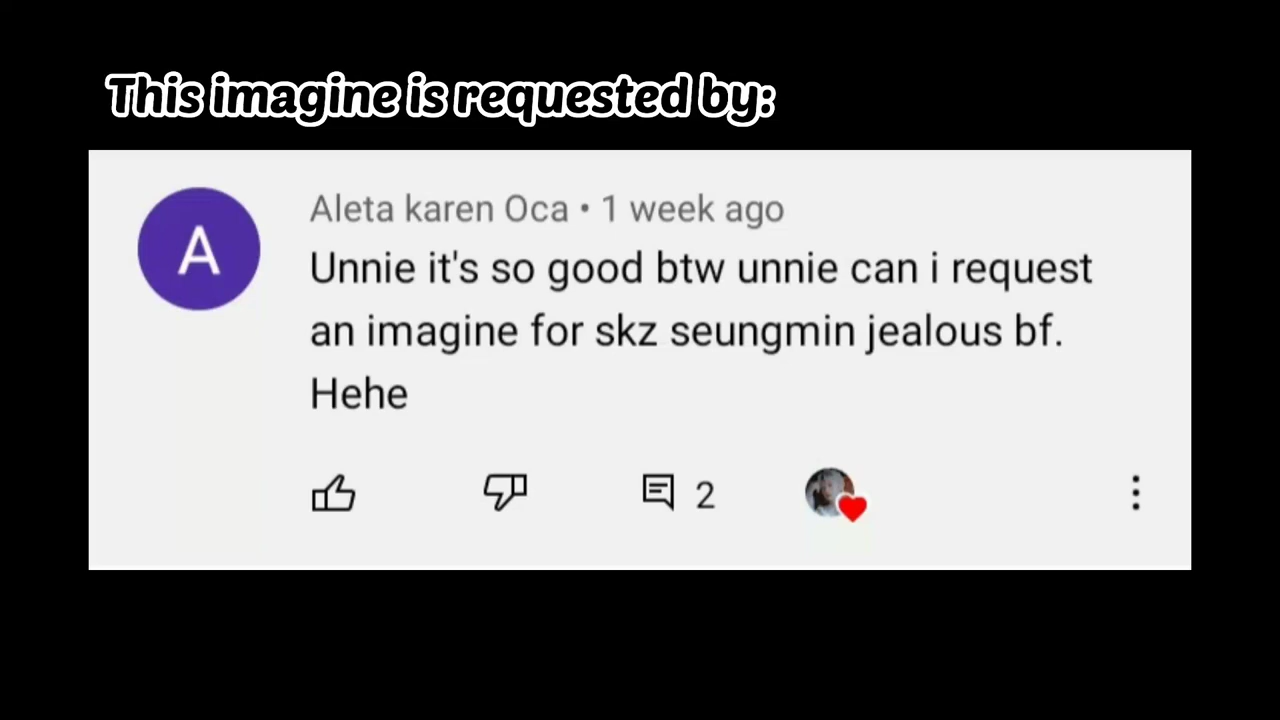 This imagine is requested by:
Aleta karen Oca • 1 week ago
Unnie it's so good btw unnie can i request
an imagine for skz seungmin jealous bf.
Hehe
2
A